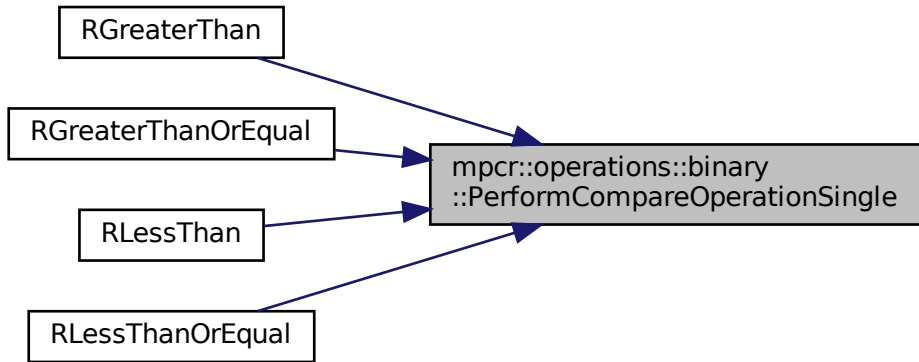 RGreaterThan
RGreaterThanOrEqual
mpcr::operations::binary
::PerformCompareOperationSingle
RLessThan
RLessThanOrEqual